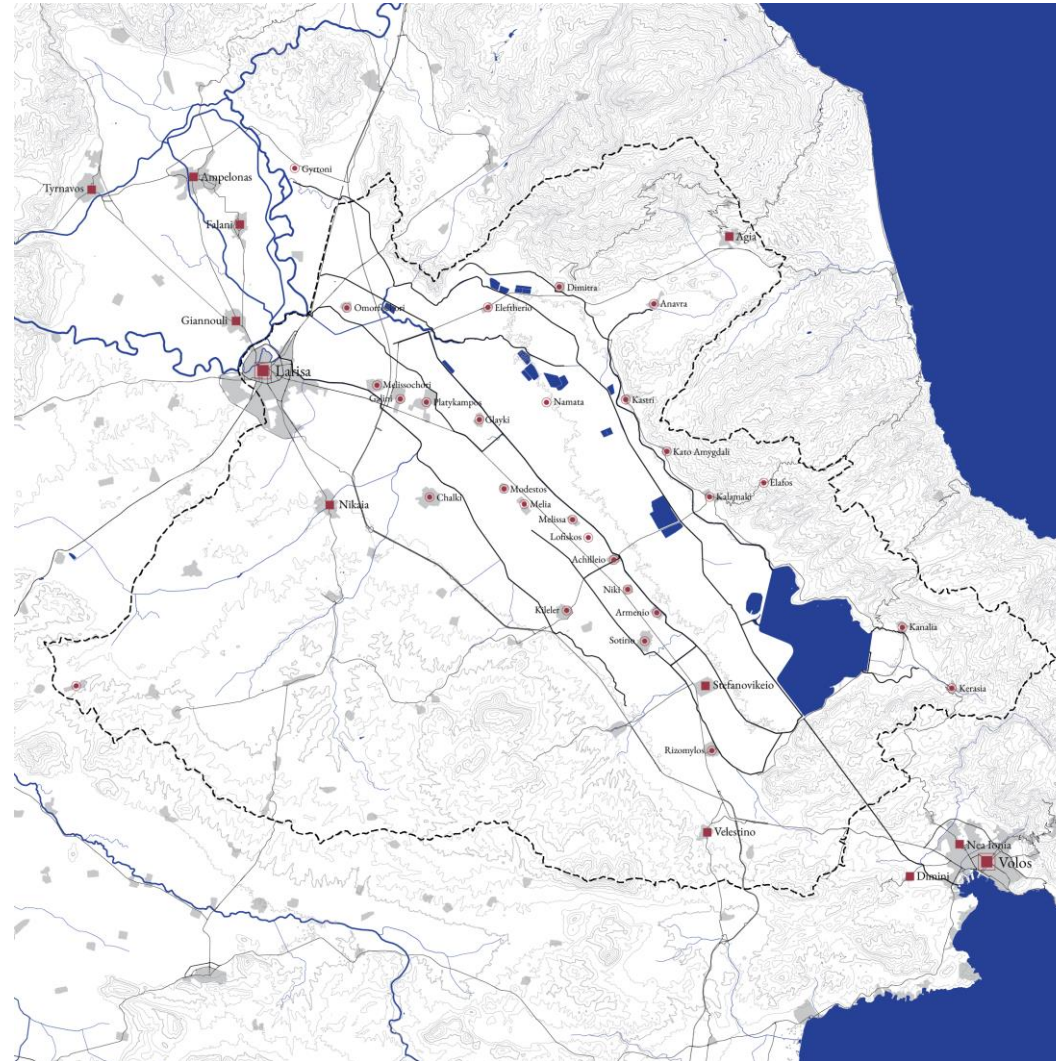 Gyrtoni
Ampelonas
Tyrnavos
Falani
Agia
Dimitra
Anavra
Eleftherio
Giannouli
Larisa
Melissochori
Platykampos
Namata
Kastri
Glayki
Kato Amygdali
Elafos
Modestos
Chalki
Kalamaki
Nikaia
Melia
Melissa
Lofiskos
Achilleio
Niki
Kileler
Armenio
Kanalia
Sotirio
Stefanovikeio
Kerasia
Rizomylos
Velestino
Nea Ionia
Volos
Dimini